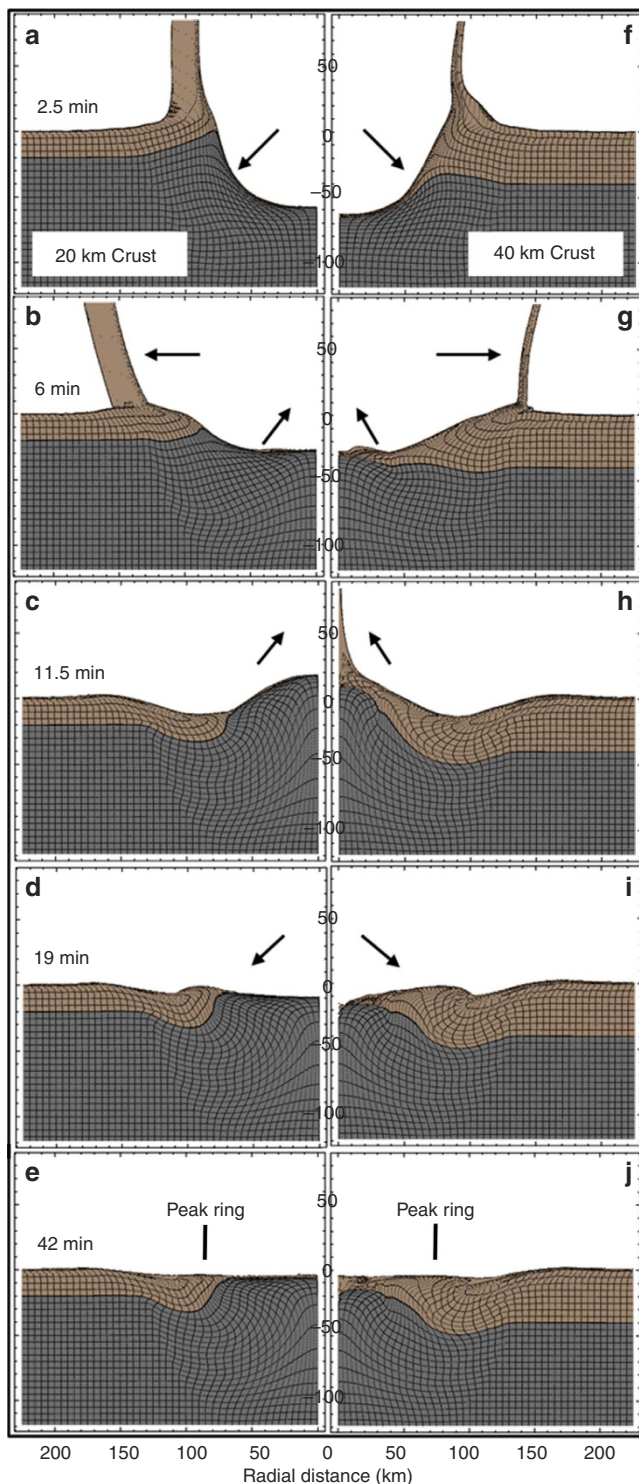 a
f
50
2.5 min
0
−50
20 km Crust
40 km Crust
−100
b
g
50
6 min
0
−50
−100
c
h
50
11.5 min
0
−50
−100
d
i
50
19 min
0
−50
−100
e
j
50
Peak ring
Peak ring
42 min
0
−50
−100
200 150 100 50 0 50 100 150 200
Radial distance (km)